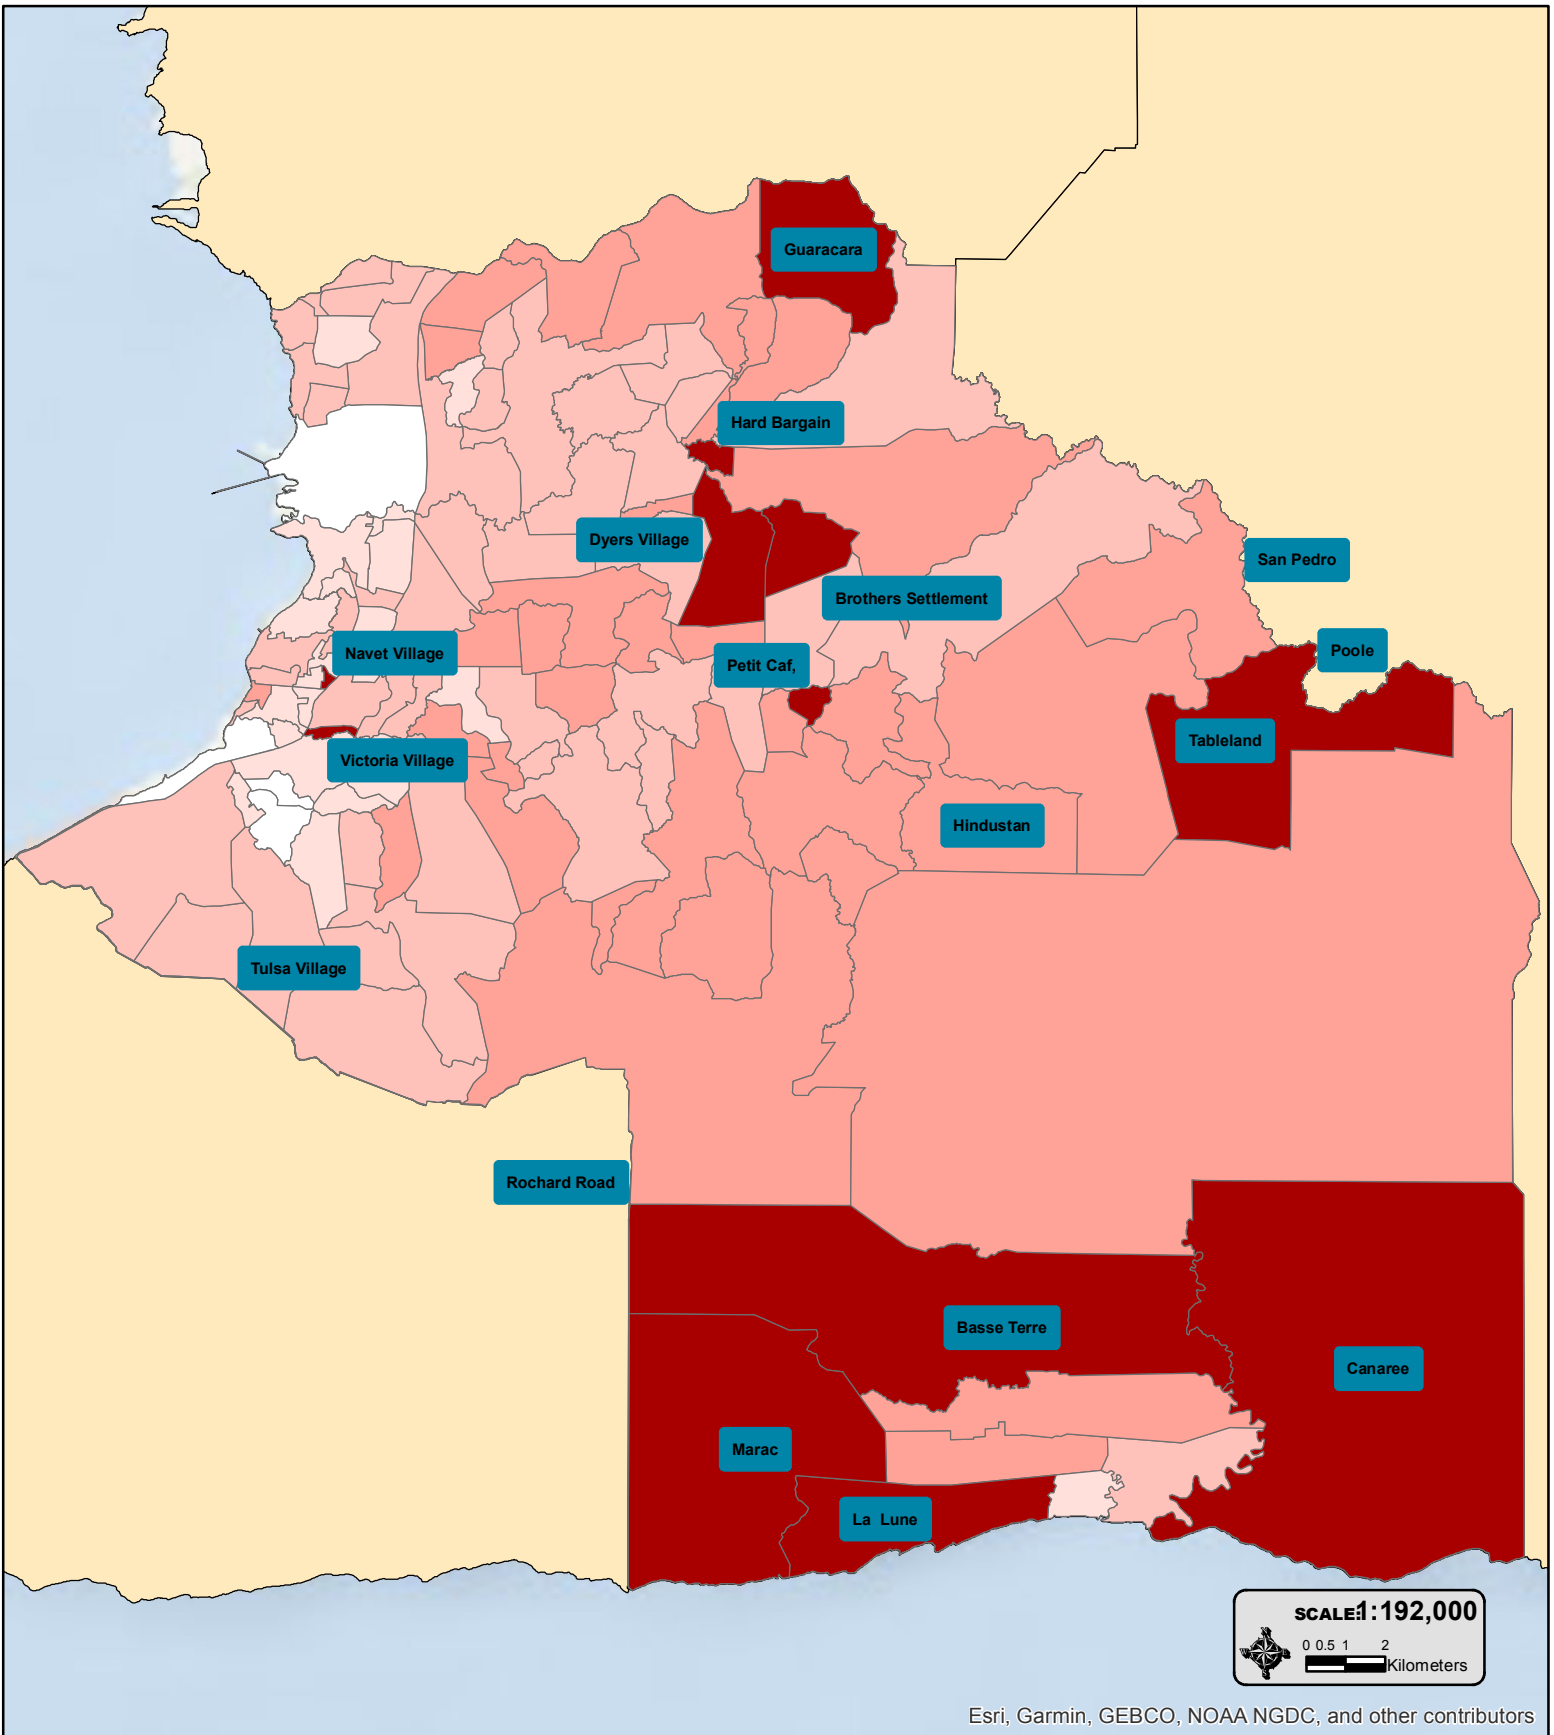 Guaracara
Hard Bargain
Dyers Village
San Pedro
Brothers Settlement
Navet Village
Petit Caf,
Poole
Tableland
Victoria Village
Hindustan
Tulsa Village
Rochard Road
Basse Terre
Canaree
Marac
La Lune
SCALE:1:192,000
0 0.5 1 2
Kilometers
Esri, Garmin, GEBCO, NOAA NGDC, and other contributors